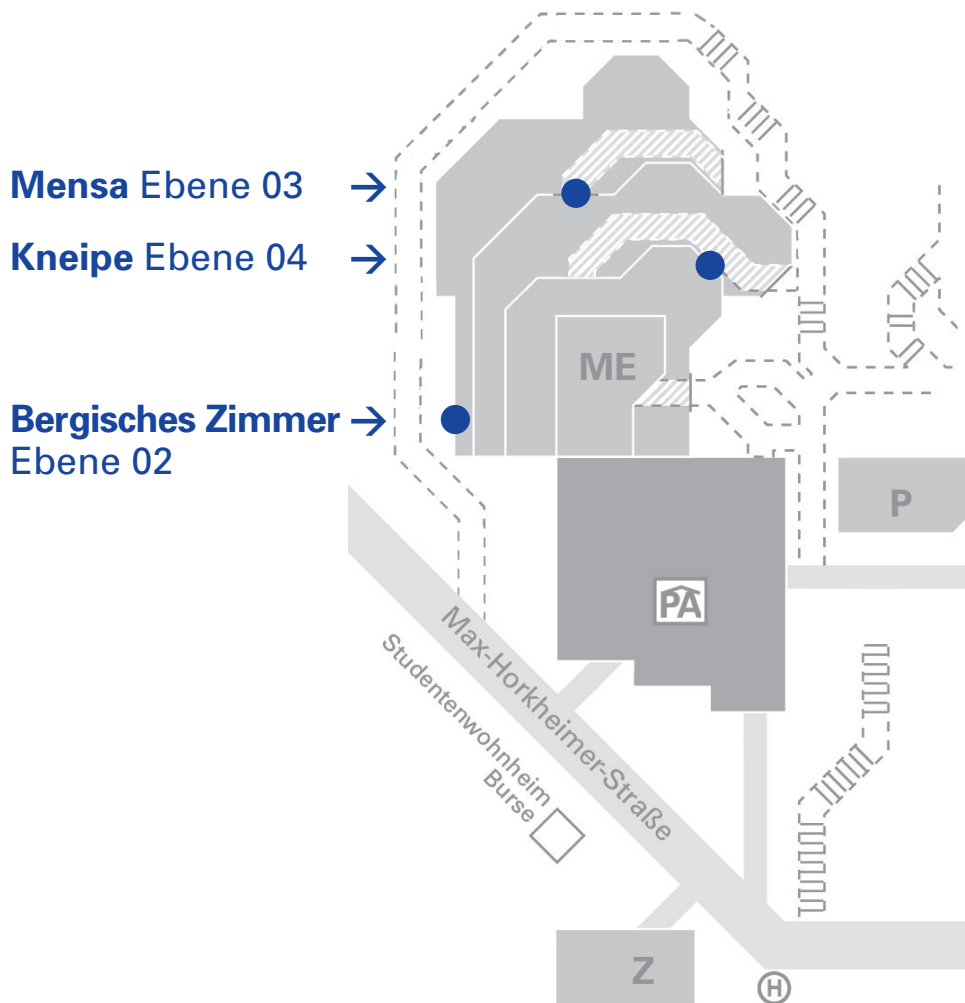 Mensa Ebene 03 →
Kneipe Ebene 04 →
ME
Bergisches Zimmer →
Ebene 02
P
PA
Max-Horkheimer-Straße
Studentenwohnheim
Burse
Z
H